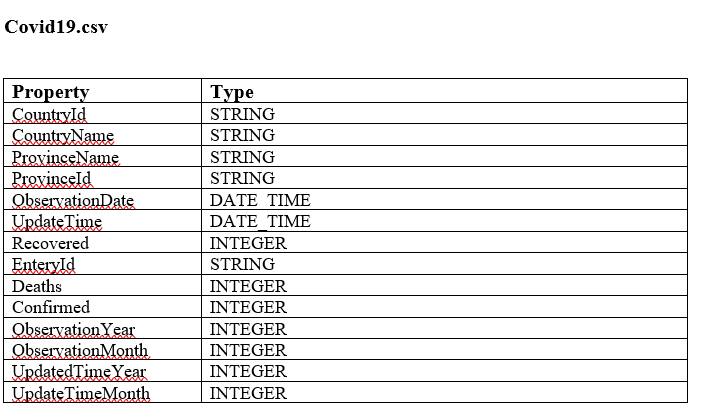 Covid19.csv
Property Type
CountryId STRING
CountryName STRING
ProvinceName STRING
ProvinceId STRING
ObservationDate DATE_TIME
UpdateTime DATE_TIME
Recovered INTEGER
EnteryId STRING
Deaths INTEGER
Confirmed INTEGER
ObservationYear INTEGER
ObservationMonth INTEGER
UpdatedTimeYear INTEGER
UpdateTimeMonth INTEGER